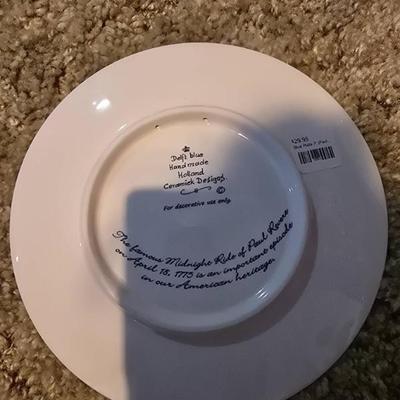 Delft blue
Handmade
Holland
Ceramiek Designs.
©
For decorative use only
The famous Midnight Ride of Paul Revere
on April 18, 1775 is an important episode
in our American heritage.
$29.99